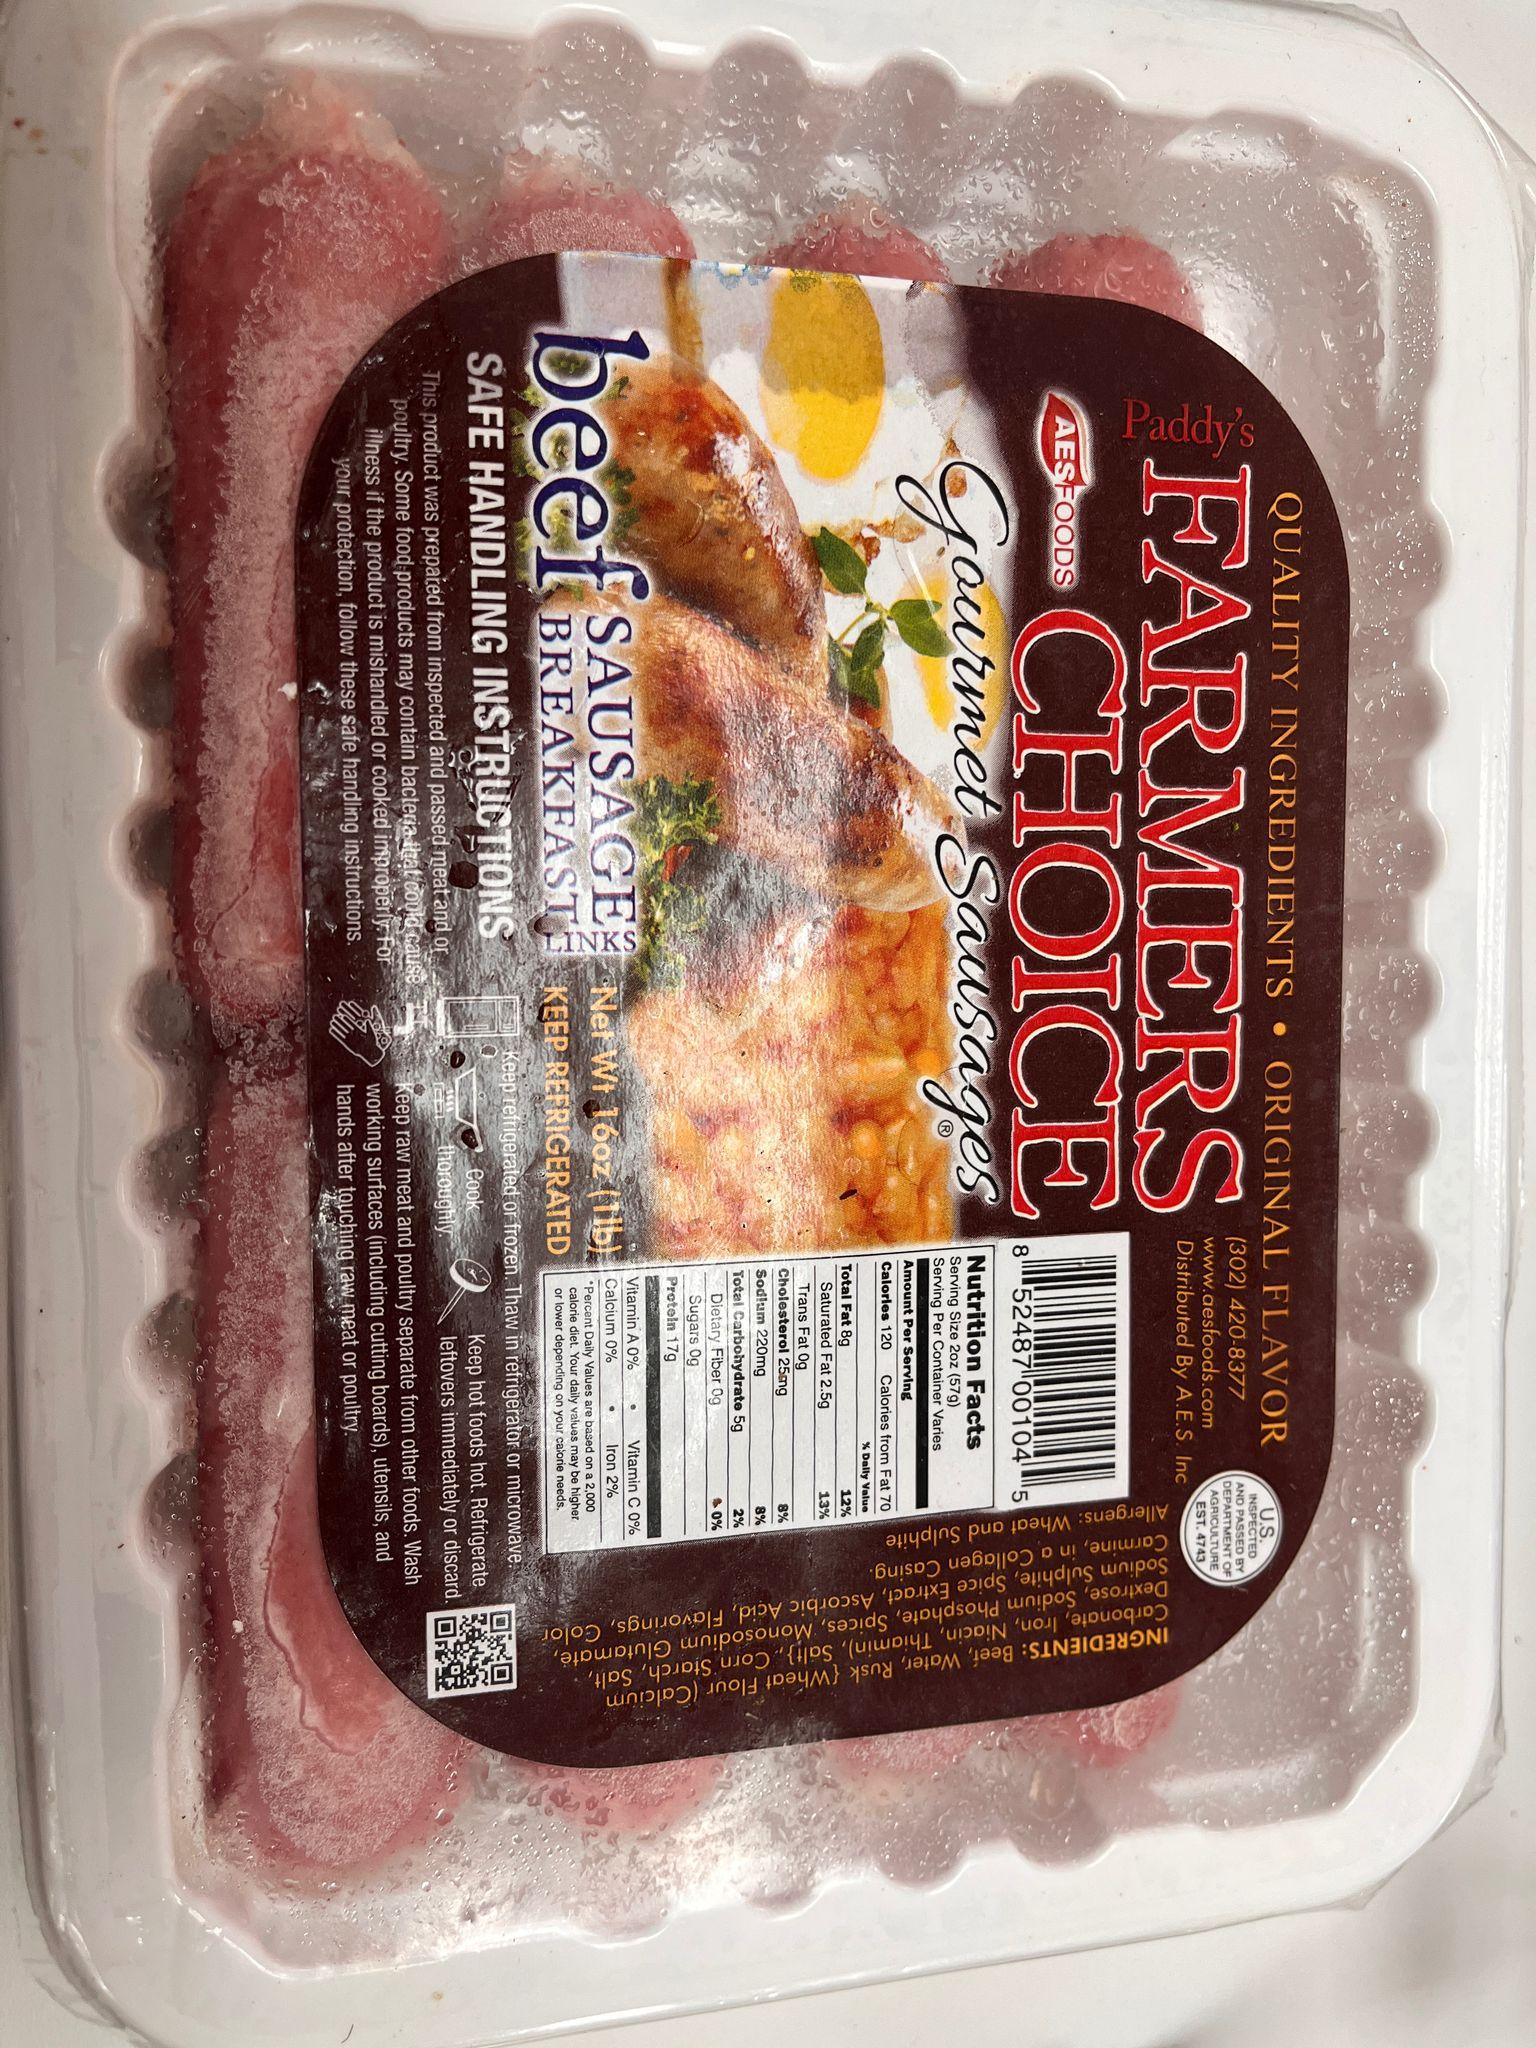 QUALITY INGREDIENTS • ORIGINAL FLAVOR
Paddy's
FARMERS
AESFOODS
CHOICE
Gourmet Sausages®
beef SAUSAGE
BREAKFAST LINKS
Net Wt 16oz (1lb)
KEEP REFRIGERATED
(302) 420-8377
www.aesfoods.com
Distributed By A.E.S. Inc
U.S.
INSPECTED
AND PASSED BY
DEPARTMENT OF
AGRICULTURE
EST. 4743
8 52487 00104 5
Nutrition Facts
Serving Size 2oz (57g)
Serving Per Container Varies
Amount Per Serving
Calories 120 Calories from Fat 70
% Daily Value
Total Fat 8g 12%
Saturated Fat 2.5g 13%
Trans Fat 0g
Cholesterol 25mg 8%
Sodium 220mg 8%
Total Carbohydrate 5g 2%
Dietary Fiber 0g 0%
Sugars 0g
Protein 17g
Vitamin A 0% • Vitamin C 0%
Calcium 0% • Iron 2%
*Percent Daily Values are based on a 2,000
calorie diet. Your daily values may be higher
or lower depending on your calorie needs.
INGREDIENTS: Beef, Water, Rusk {Wheat Flour (Calcium
Carbonate, Iron, Niacin, Thiamin), Salt}, Corn Starch, Salt,
Dextrose, Sodium Phosphate, Spices, Monosodium Glutamate,
Sodium Sulphite, Spice Extract, Ascorbic Acid, Flavorings, Color
Carmine, in a Collagen Casing.
Allergens: Wheat and Sulphite
SAFE HANDLING INSTRUCTIONS
This product was prepared from inspected and passed meat and or
poultry. Some food products may contain bacteria that could cause
illness if the product is mishandled or cooked improperly. For
your protection, follow these safe handling instructions.
Keep refrigerated or frozen. Thaw in refrigerator or microwave.
Cook
thoroughly.
Keep hot foods hot. Refrigerate
leftovers immediately or discard.
Keep raw meat and poultry separate from other foods. Wash
working surfaces (including cutting boards), utensils, and
hands after touching raw meat or poultry.